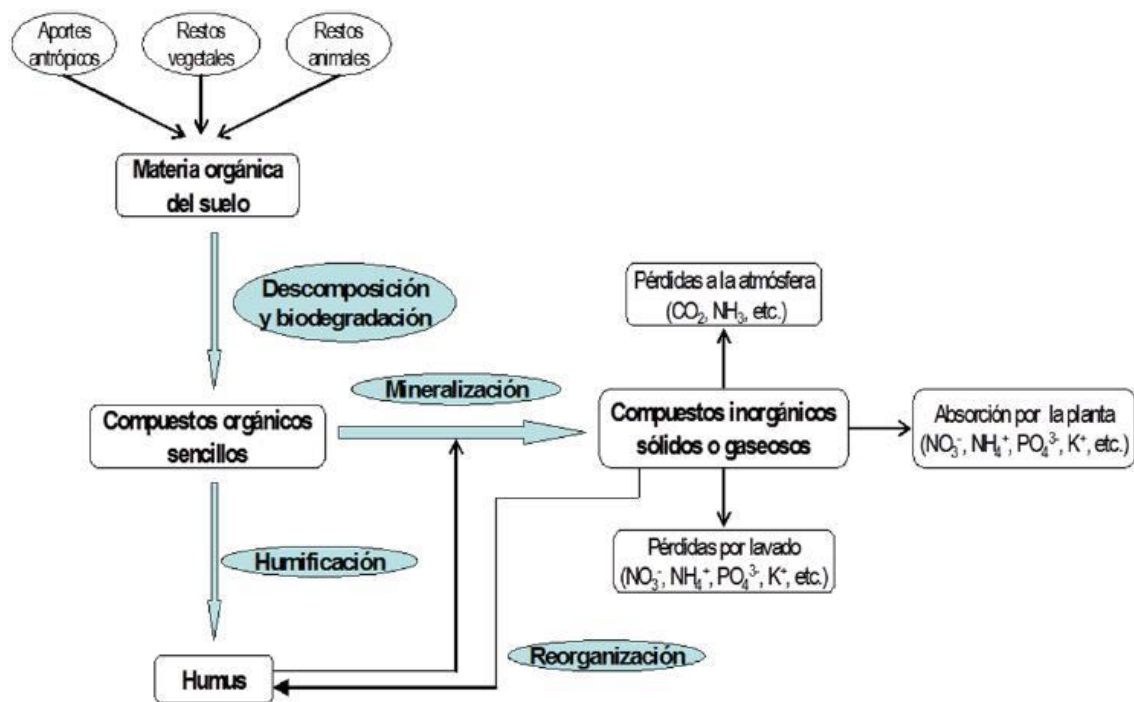 Aportes
antrópicos
Restos
vegetales
Restos
animales
Materia orgánica
del suelo
Descomposición
y biodegradación
Pérdidas a la atmósfera
(CO₂, NH₃, etc.)
Mineralización
Compuestos orgánicos
sencillos
Compuestos inorgánicos
sólidos o gaseosos
Absorción por la planta
(NO₃⁻, NH₄⁺, PO₄³⁻, K⁺, etc.)
Humificación
Pérdidas por lavado
(NO₃⁻, NH₄⁺, PO₄³⁻, K⁺, etc.)
Reorganización
Humus